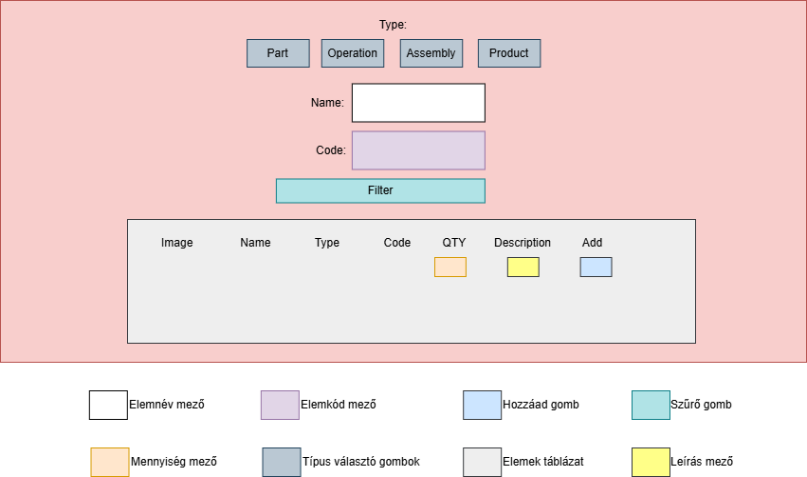 Type:
Part Operation Assembly Product
Name:
Code:
Filter
Image Name Type Code QTY Description Add
Elemnév mező Elemkód mező Hozzáad gomb Szűrő gomb
Mennyiség mező Típus választó gombok Elemek táblázat Leírás mező